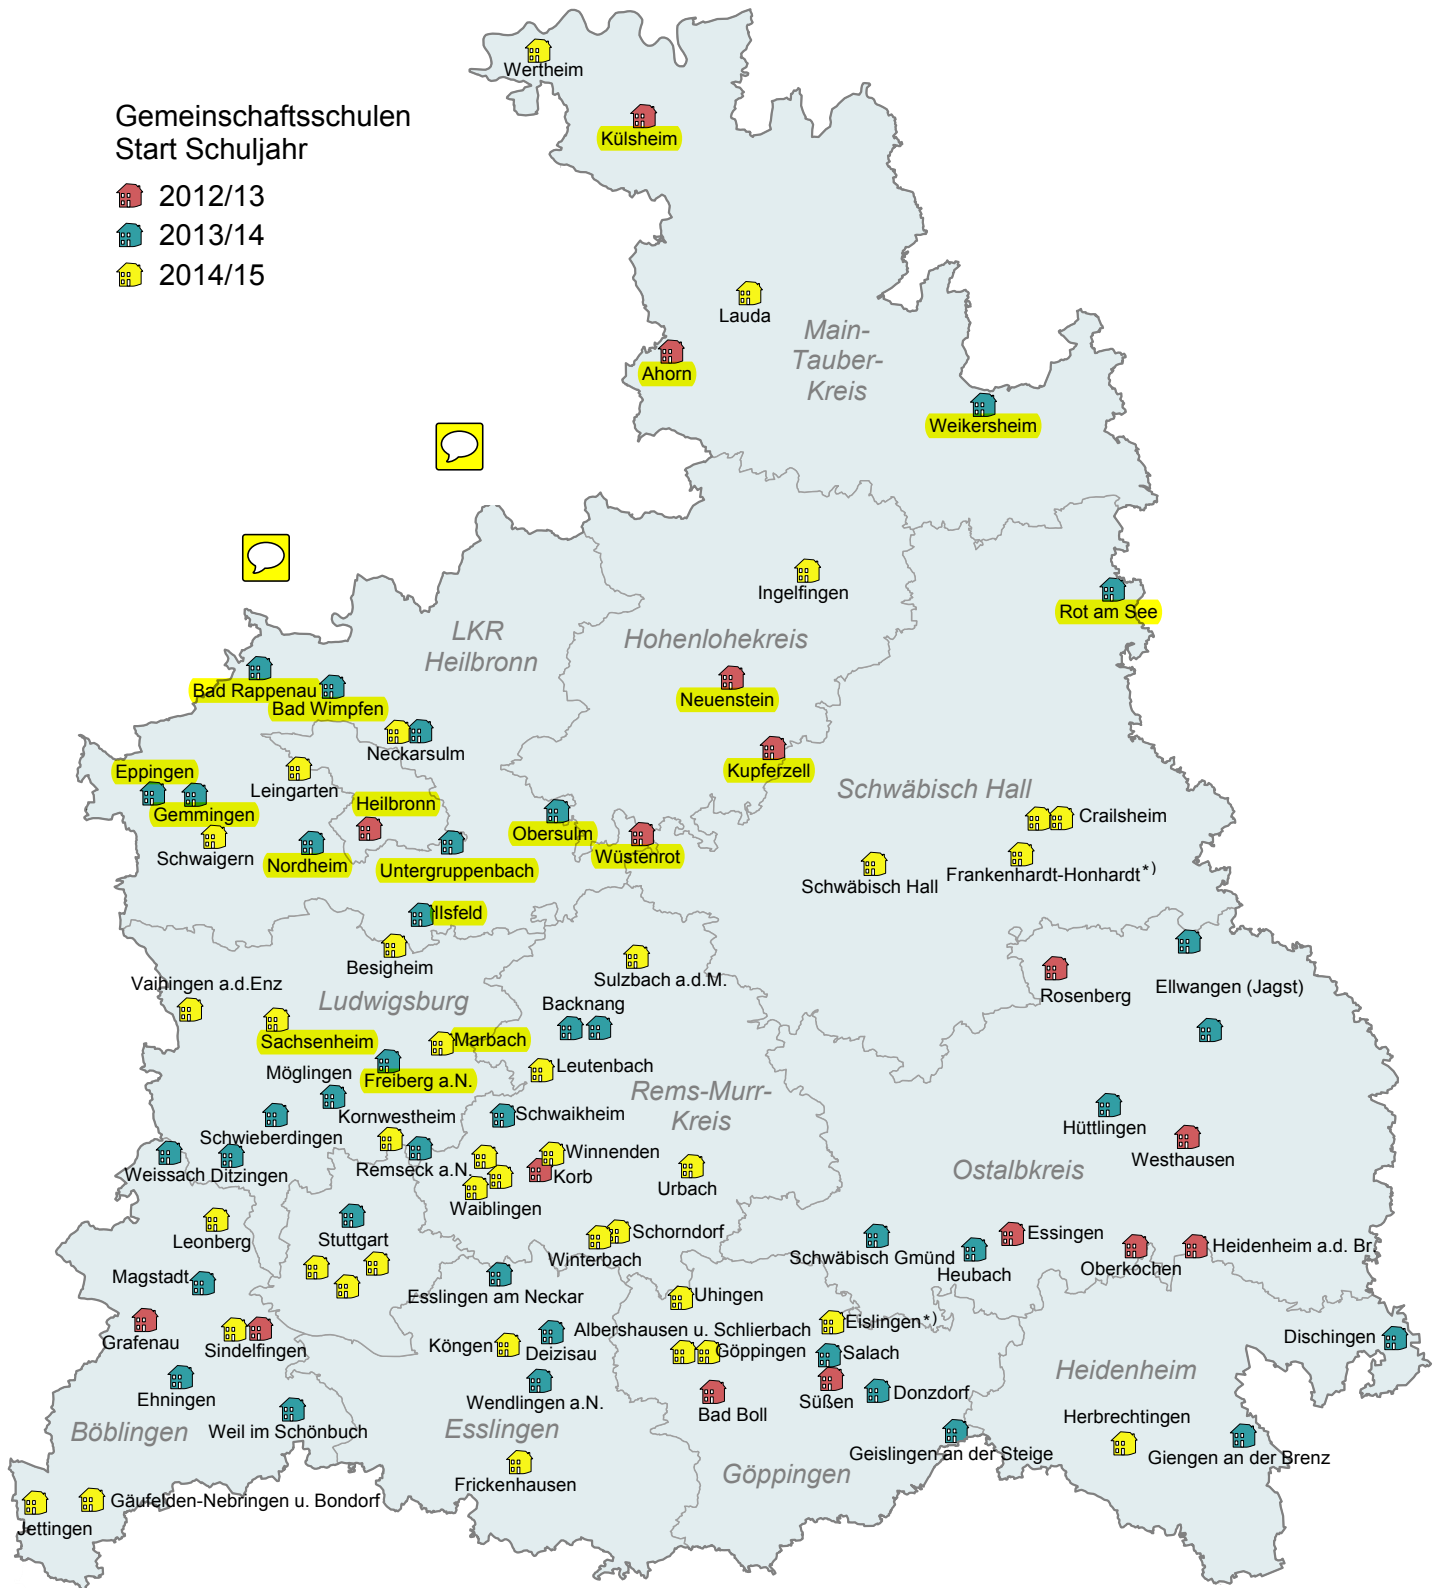 Wertheim
Gemeinschaftsschulen
Start Schuljahr
Külsheim
2012/13
2013/14
2014/15
Lauda
Main-
Tauber-
Kreis
Ahorn
Weikersheim
Ingelfingen
Rot am See
LKR
Heilbronn
Hohenlohekreis
Bad Rappenau
Bad Wimpfen
Neuenstein
Neckarsulm
Kupferzell
Eppingen
Leingarten
Schwäbisch Hall
Gemmingen
Heilbronn
Obersulm
Crailsheim
Schwaigern
Nordheim
Untergruppenbach
Wüstenrot
Schwäbisch Hall
Frankenhardt-Honhardt*)
llsfeld
Besigheim
Sulzbach a.d.M.
Vaihingen a.d.Enz
Ludwigsburg
Backnang
Rosenberg
Ellwangen (Jagst)
Sachsenheim
Marbach
Möglingen
Freiberg a.N.
Leutenbach
Rems-Murr-
Kreis
Kornwestheim
Schwaikheim
Schwieberdingen
Hüttlingen
Weissach
Ditzingen
Remseck a.N.
Winnenden
Korb
Westhausen
Ostalbkreis
Waiblingen
Urbach
Leonberg
Stuttgart
Schorndorf
Winterbach
Schwäbisch Gmünd
Essingen
Heubach
Oberkochen
Heidenheim a.d. Br.
Magstadt
Esslingen am Neckar
Uhingen
Grafenau
Sindelfingen
Albershausen u. Schlierbach
Eislingen*)
Dischingen
Köngen
Deizisau
Göppingen
Salach
Heidenheim
Ehningen
Wendlingen a.N.
Bad Boll
Süßen
Donzdorf
Böblingen
Weil im Schönbuch
Esslingen
Herbrechtingen
Geislingen an der Steige
Giengen an der Brenz
Göppingen
Frickenhausen
Gäufelden-Nebringen u. Bondorf
Jettingen